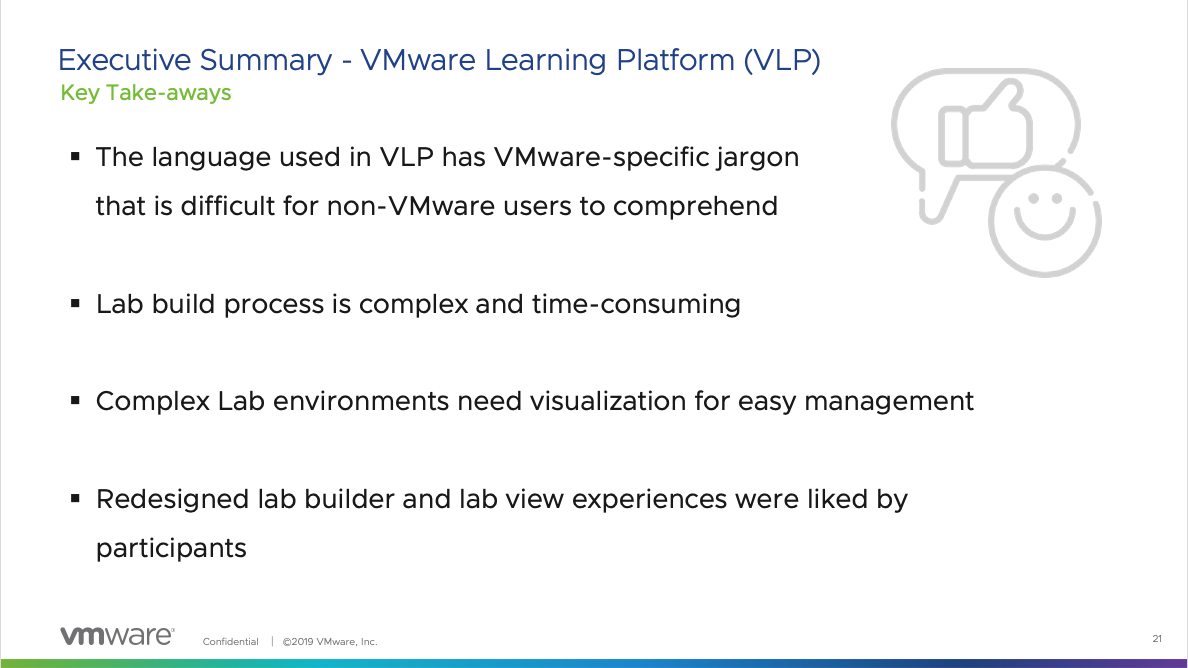 Executive Summary - VMware Learning Platform (VLP)
Key Take-aways
▪ The language used in VLP has VMware-specific jargon
that is difficult for non-VMware users to comprehend
▪ Lab build process is complex and time-consuming
▪ Complex Lab environments need visualization for easy management
▪ Redesigned lab builder and lab view experiences were liked by
participants
vmware® Confidential | ©2019 VMware, Inc. 21